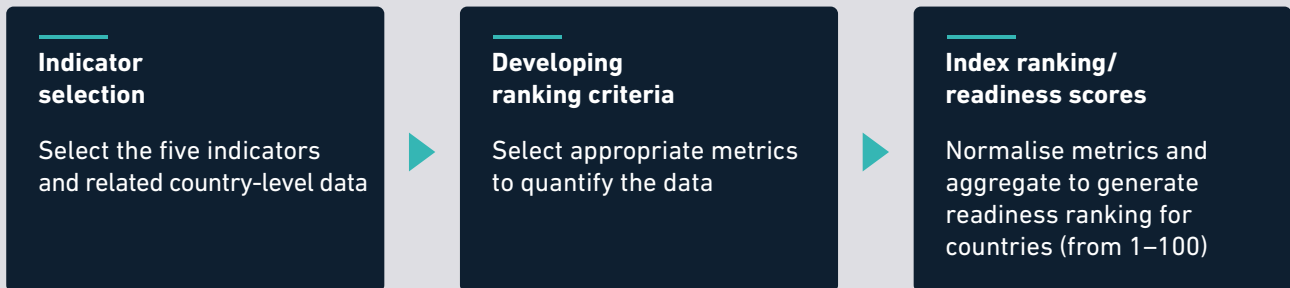 Indicator
selection
Select the five indicators
and related country-level data
Developing
ranking criteria
Select appropriate metrics
to quantify the data
Index ranking/
readiness scores
Normalise metrics and
aggregate to generate
readiness ranking for
countries (from 1–100)